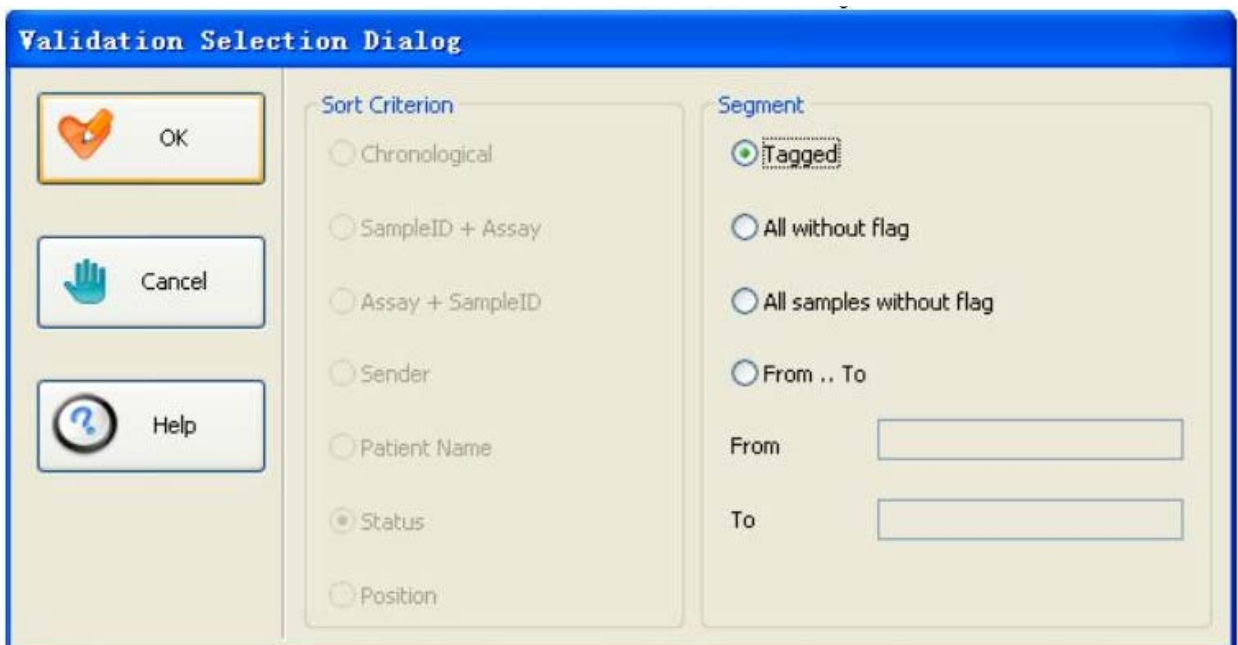 Validation Selection Dialog
OK
Cancel
Help
Sort Criterion
Chronological
SampleID + Assay
Assay + SampleID
Sender
Patient Name
Status
Position
Segment
Tagged
All without flag
All samples without flag
From .. To
From
To